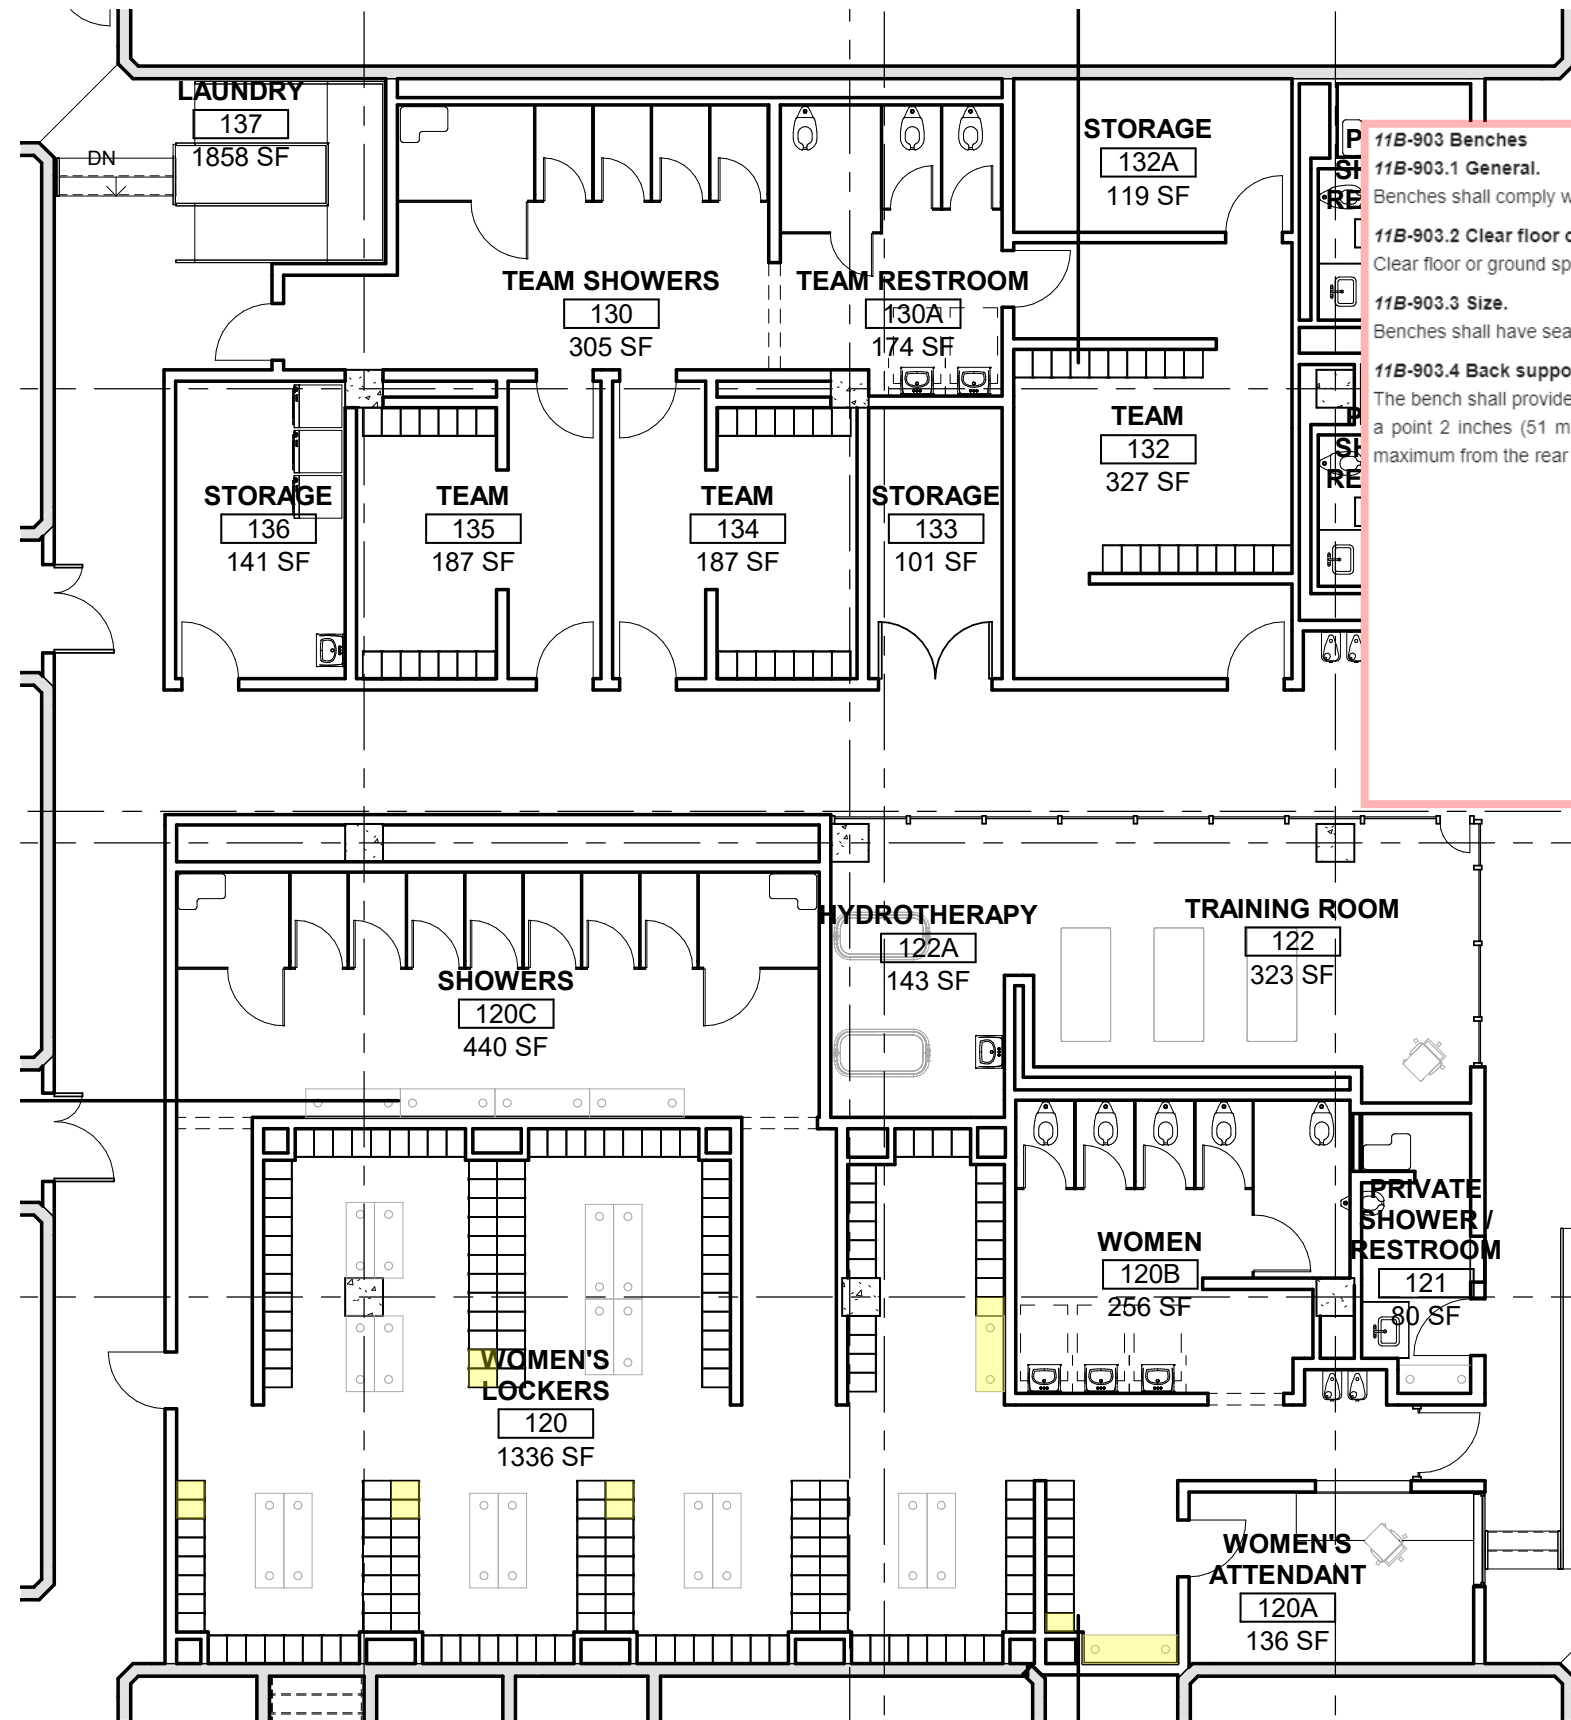 LAUNDRY
137
1858 SF
DN
TEAM SHOWERS
130
305 SF
TEAM RESTROOM
130A
174 SF
STORAGE
132A
119 SF
P
SH
RE
11B-903 Benches
11B-903.1 General.
Benches shall comply w
11B-903.2 Clear floor o
Clear floor or ground sp
11B-903.3 Size.
Benches shall have sea
11B-903.4 Back suppo
The bench shall provide
a point 2 inches (51 m
maximum from the rear
TEAM
132
327 SF
P
SH
RE
STORAGE
136
141 SF
TEAM
135
187 SF
TEAM
134
187 SF
STORAGE
133
101 SF
HYDROTHERAPY
122A
143 SF
TRAINING ROOM
122
323 SF
SHOWERS
120C
440 SF
WOMEN
120B
256 SF
PRIVATE
SHOWER /
RESTROOM
121
80 SF
WOMEN'S
LOCKERS
120
1336 SF
WOMEN'S
ATTENDANT
120A
136 SF